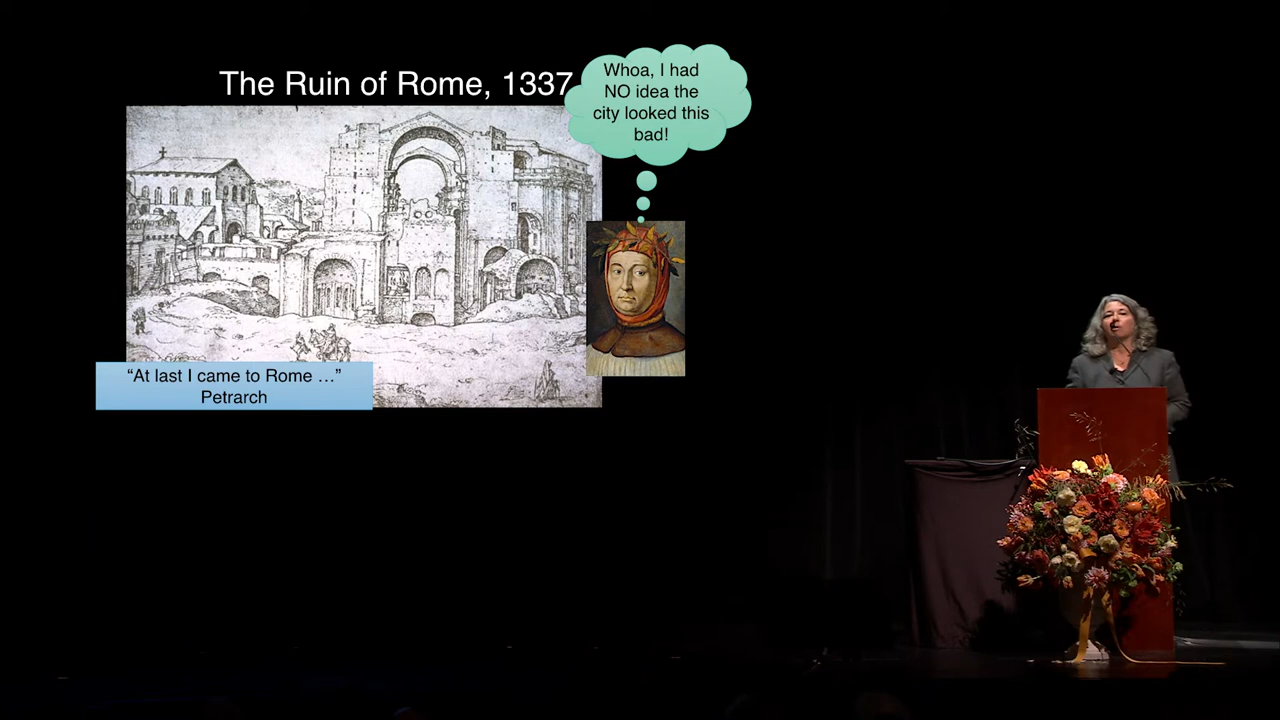 The Ruin of Rome, 1337
Whoa, I had
NO idea the
city looked this
bad!
“At last I came to Rome …”
Petrarch